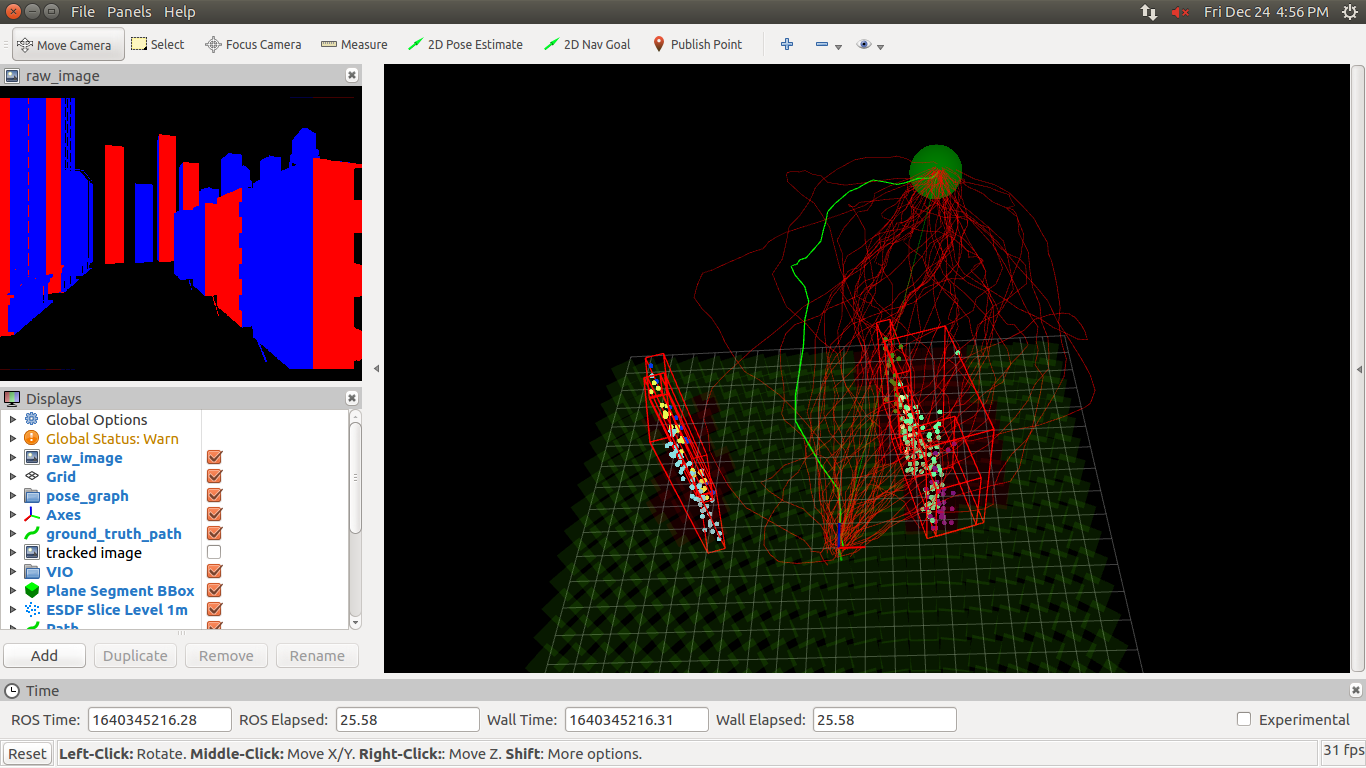 File Panels Help Fri Dec 24 4:56 PM
Move Camera Select Focus Camera Measure 2D Pose Estimate 2D Nav Goal Publish Point
raw_image
Displays
Global Options
Global Status: Warn
raw_image
Grid
pose_graph
Axes
ground_truth_path
tracked image
VIO
Plane Segment BBox
ESDF Slice Level 1m
Path
Add Duplicate Remove Rename
Time
ROS Time: 1640345216.28 ROS Elapsed: 25.58 Wall Time: 1640345216.31 Wall Elapsed: 25.58 Experimental
Reset Left-Click: Rotate. Middle-Click: Move X/Y. Right-Click:: Move Z. Shift: More options. 31 fps